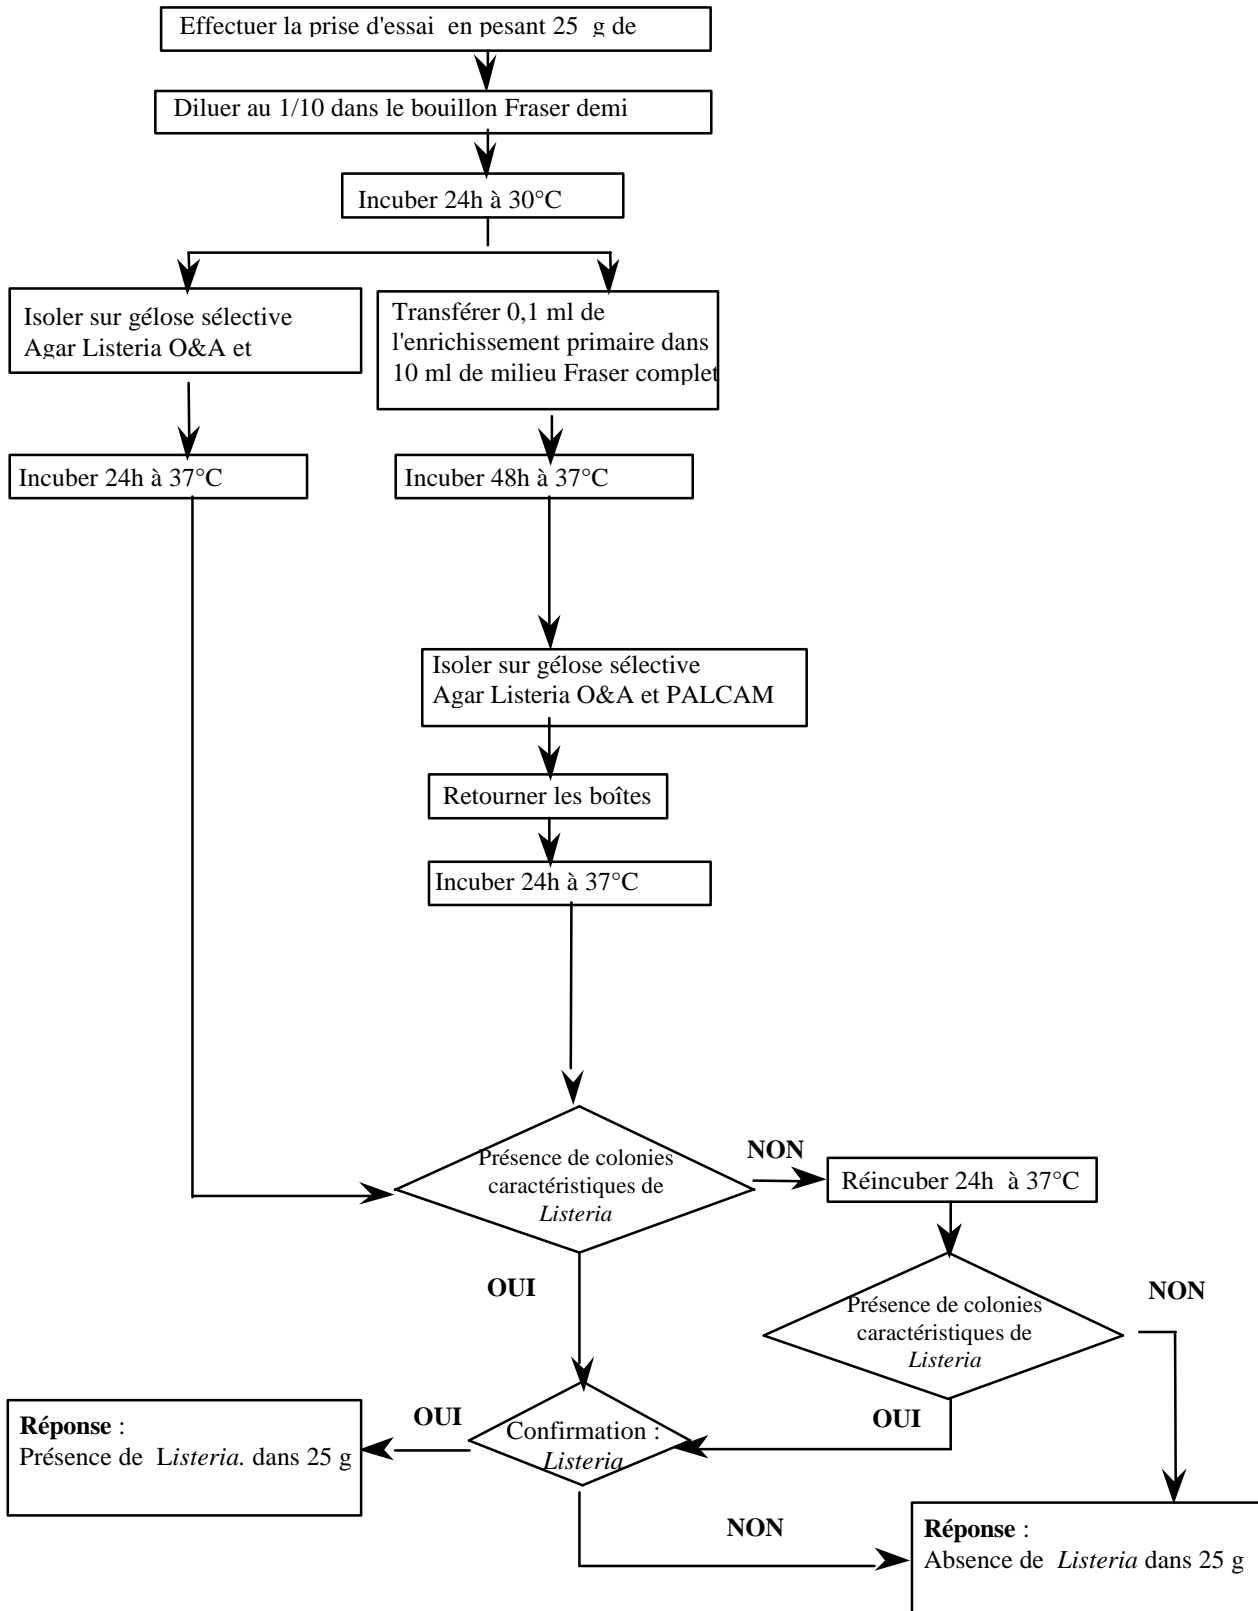 Effectuer la prise d'essai en pesant 25 g de
Diluer au 1/10 dans le bouillon Fraser demi
Incuber 24h à 30°C
Isoler sur gélose sélective
Agar Listeria O&A et
Transférer 0,1 ml de
l'enrichissement primaire dans
10 ml de milieu Fraser complet
Incuber 24h à 37°C
Incuber 48h à 37°C
Isoler sur gélose sélective
Agar Listeria O&A et PALCAM
Retourner les boîtes
Incuber 24h à 37°C
Présence de colonies
caractéristiques de
Listeria
NON
Réincuber 24h à 37°C
OUI
Présence de colonies
caractéristiques de
Listeria
NON
OUI
Confirmation :
Listeria
OUI
Réponse :
Présence de Listeria. dans 25 g
NON
Réponse :
Absence de Listeria dans 25 g